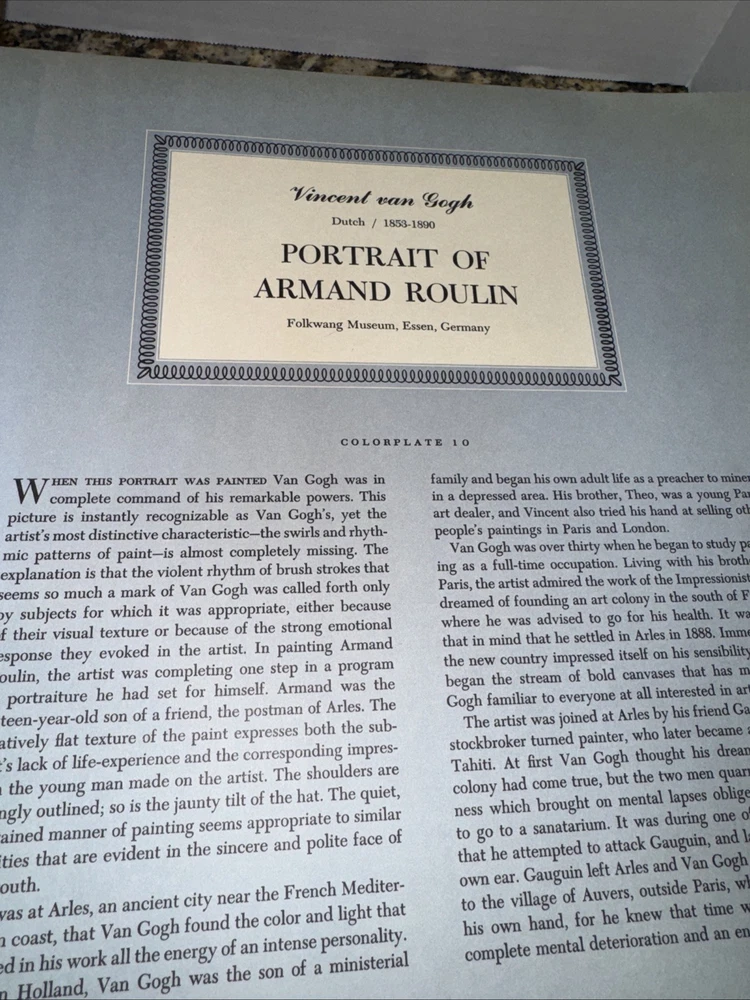 Vincent van Gogh
Dutch / 1853-1890
PORTRAIT OF
ARMAND ROULIN
Folkwang Museum, Essen, Germany
COLORPLATE 10
WHEN THIS PORTRAIT WAS PAINTED Van Gogh was in
complete command of his remarkable powers. This
picture is instantly recognizable as Van Gogh's, yet the
artist's most distinctive characteristic—the swirls and rhyth-
mic patterns of paint—is almost completely missing. The
explanation is that the violent rhythm of brush strokes that
seems so much a mark of Van Gogh was called forth only
by subjects for which it was appropriate, either because
of their visual texture or because of the strong emotional
response they evoked in the artist. In painting Armand
Roulin, the artist was completing one step in a program
portraiture he had set for himself. Armand was the
teen-year-old son of a friend, the postman of Arles. The
atively flat texture of the paint expresses both the sub-
t's lack of life-experience and the corresponding impres-
the young man made on the artist. The shoulders are
ngly outlined; so is the jaunty tilt of the hat. The quiet,
ained manner of painting seems appropriate to similar
ities that are evident in the sincere and polite face of
outh.
was at Arles, an ancient city near the French Mediter-
n coast, that Van Gogh found the color and light that
ed in his work all the energy of an intense personality.
n Holland, Van Gogh was the son of a ministerial
family and began his own adult life as a preacher to miner
in a depressed area. His brother, Theo, was a young Par
art dealer, and Vincent also tried his hand at selling oth
people's paintings in Paris and London.
Van Gogh was over thirty when he began to study pa
ing as a full-time occupation. Living with his broth
Paris, the artist admired the work of the Impressionist
dreamed of founding an art colony in the south of F
where he was advised to go for his health. It wa
that in mind that he settled in Arles in 1888. Imme
the new country impressed itself on his sensibility
began the stream of bold canvases that has m
Gogh familiar to everyone at all interested in ar
The artist was joined at Arles by his friend Ga
stockbroker turned painter, who later became
Tahiti. At first Van Gogh thought his dream
colony had come true, but the two men quar
ness which brought on mental lapses oblige
to go to a sanatarium. It was during one o
that he attempted to attack Gauguin, and l
own ear. Gauguin left Arles and Van Gogh
to the village of Auvers, outside Paris, wh
his own hand, for he knew that time w
complete mental deterioration and an en